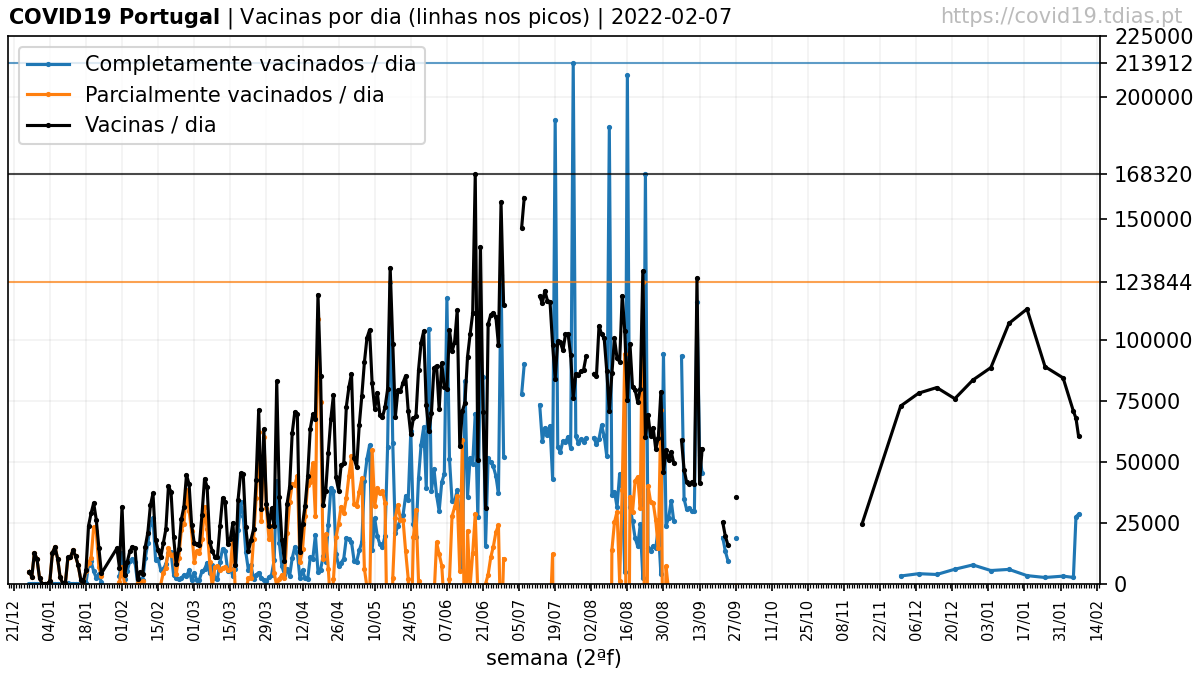 COVID19 Portugal | Vacinas por dia (linhas nos picos) | 2022-02-07
https://covid19.tdias.pt
Completamente vacinados / dia
Parcialmente vacinados / dia
Vacinas / dia
225000
213912
200000
168320
150000
123844
100000
75000
50000
25000
0
21/12 04/01 18/01 01/02 15/02 01/03 15/03 29/03 12/04 26/04 10/05 24/05 07/06 21/06 05/07 19/07 02/08 16/08 30/08 13/09 27/09 11/10 25/10 08/11 22/11 06/12 20/12 03/01 17/01 31/01 14/02
semana (2ªf)